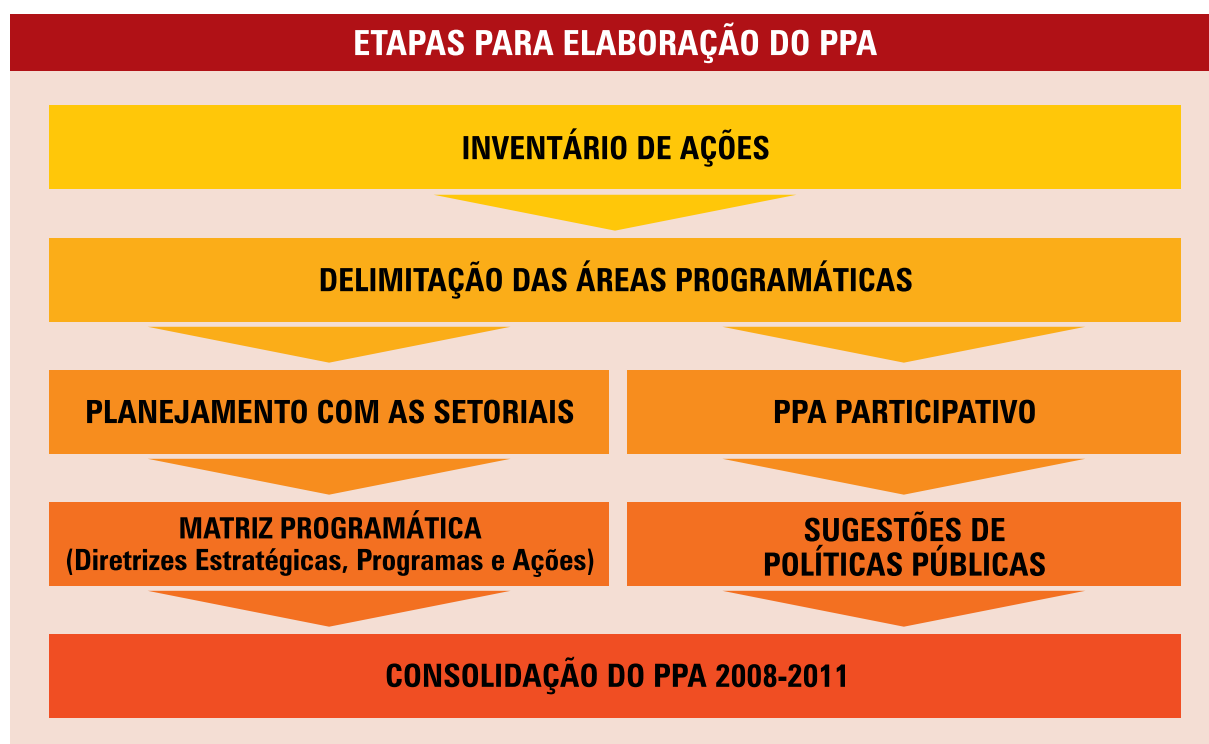 ETAPAS PARA ELABORAÇÃO DO PPA
INVENTÁRIO DE AÇÕES
DELIMITAÇÃO DAS ÁREAS PROGRAMÁTICAS
PLANEJAMENTO COM AS SETORIAIS
PPA PARTICIPATIVO
MATRIZ PROGRAMÁTICA
(Diretrizes Estratégicas, Programas e Ações)
SUGESTÕES DE
POLÍTICAS PÚBLICAS
CONSOLIDAÇÃO DO PPA 2008-2011